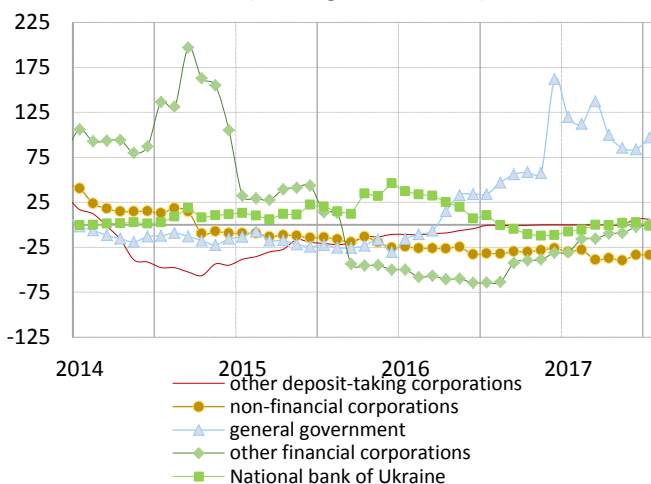 225
175
125
75
25
-25
-75
-125
2014 2015 2016 2017
other deposit-taking corporations
non-financial corporations
general government
other financial corporations
National bank of Ukraine